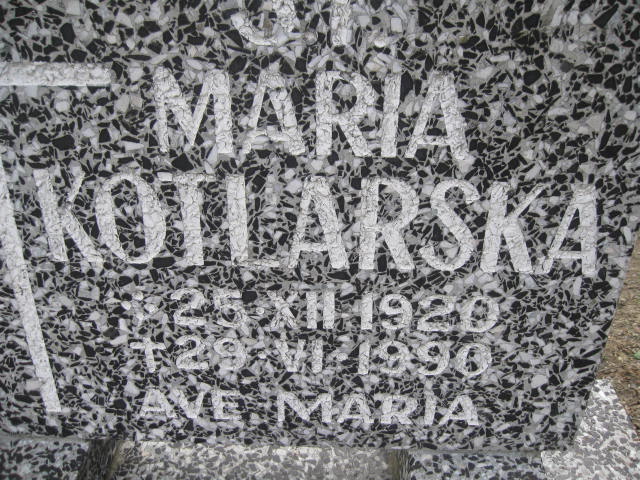 Ś.P.
MARIA
KOTLARSKA
* 25·XII·1920
† 29·VI·1990
AVE MARIA